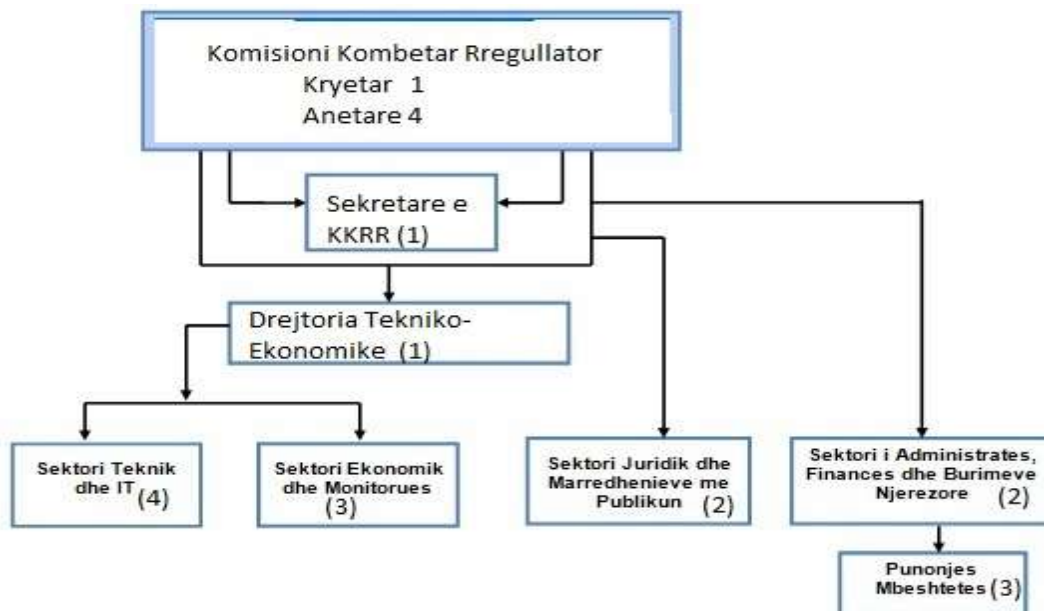 Komisioni Kombetar Rregullator
Kryetar 1
Anetare 4
Sekretare e
KKRR (1)
Drejtoria Tekniko-
Ekonomike (1)
Sektori Teknik
dhe IT (4)
Sektori Ekonomik
dhe Monitorues
(3)
Sektori Juridik dhe
Marredhenieve me
Publikun (2)
Sektori i Administrates,
Finances dhe Burimeve
Njerezore (2)
Punonjes
Mbeshtetes (3)